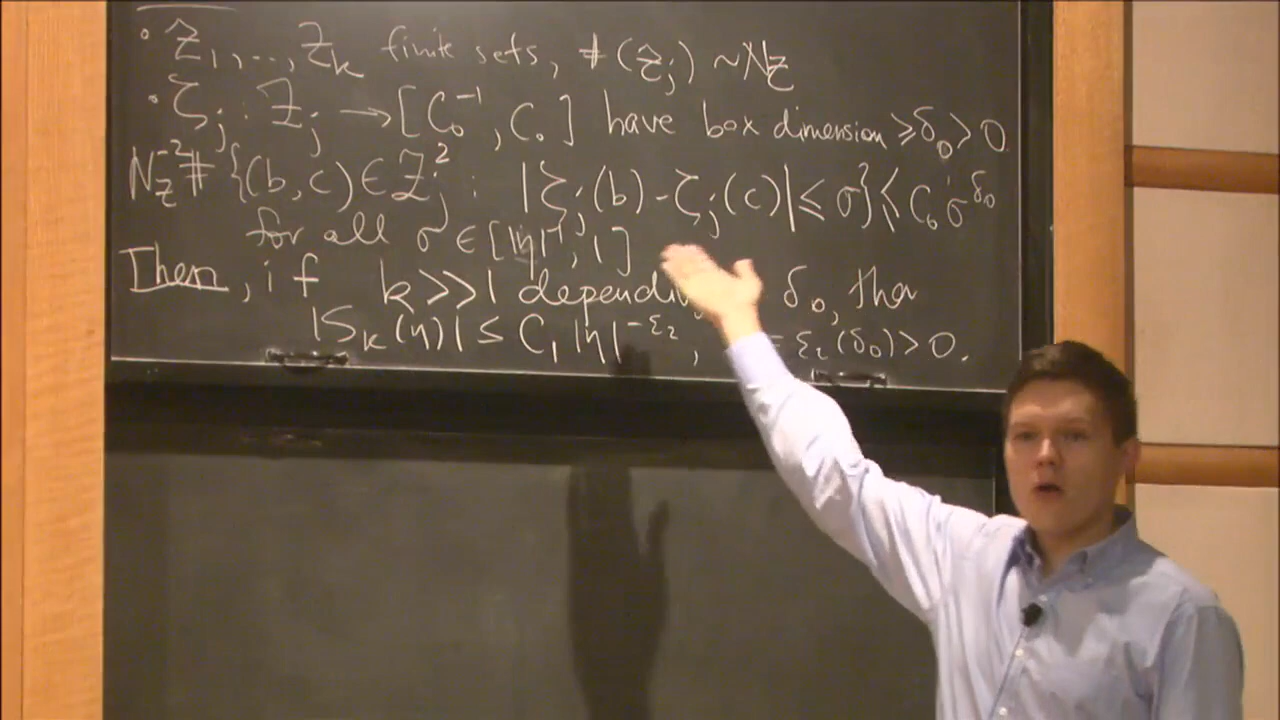 • Z₁,..., Z_k finite sets, #(Z_j) ~ N_Z
• ζ_j : Z_j → [C₀⁻¹, C₀] have box dimension ≥ δ₀ > 0.
N_Z⁻² # {(b,c) ∈ Z_j² : |ζ_j(b) - ζ_j(c)| ≤ σ} ≤ C₀ σ^δ₀
for all σ ∈ [|η|⁻¹, 1]
Then, if k >> 1 δ₀, then
|S_k(η)| ≤ C₁ |η|^-ε₂, = ε₂(δ₀) > 0.